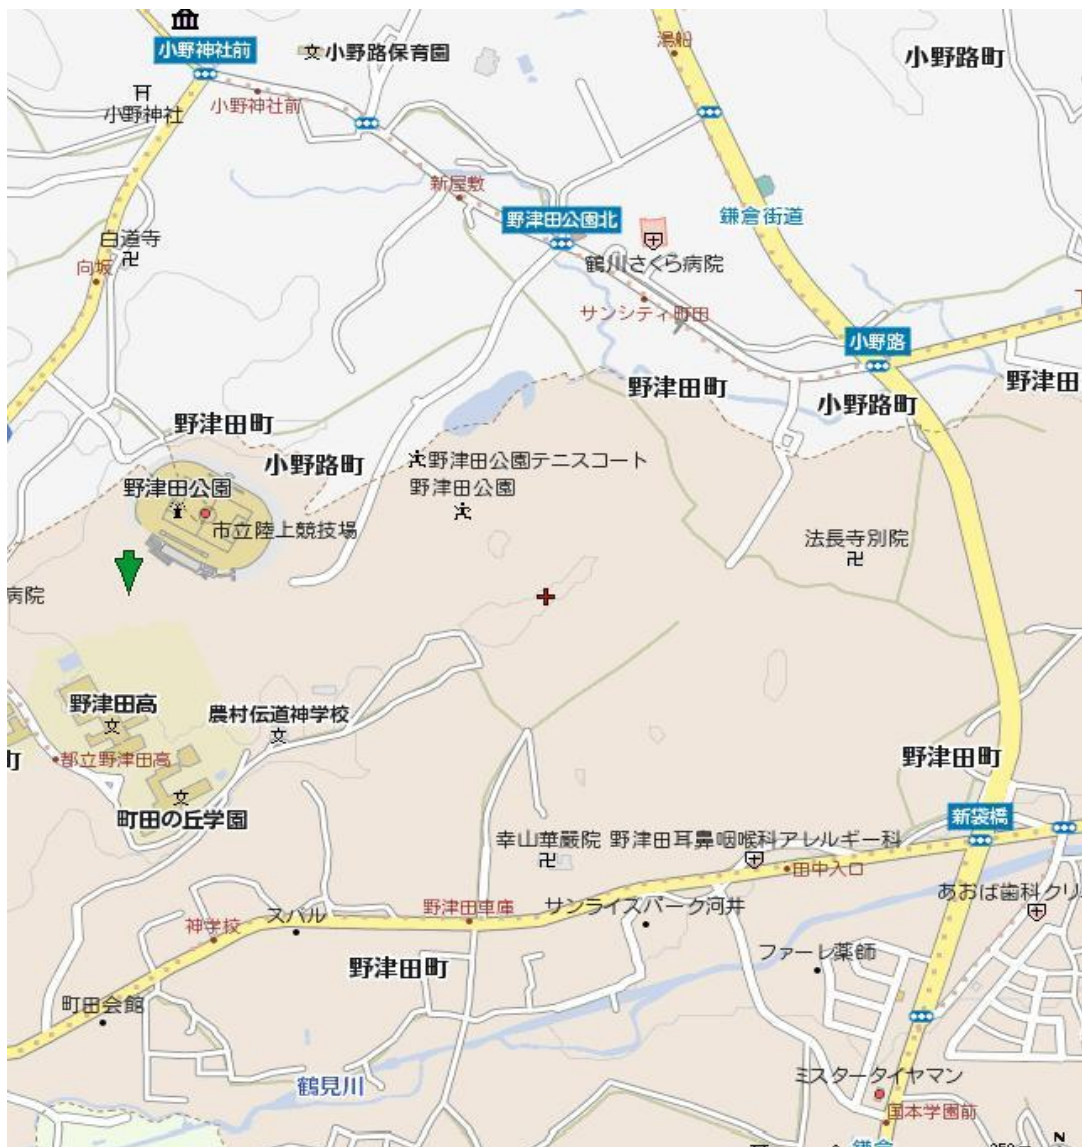 小野神社前
小野路保育園
湯船
小野路町
小野神社
小野神社前
新屋敷
野津田公園北
鎌倉街道
白道寺
向坂
鶴川さくら病院
サンシティ町田
小野路
野津田町
野津田
小野路町
野津田町
小野路町
野津田公園テニスコート
野津田公園
野津田公園
市立陸上競技場
法長寺別院
病院
野津田高
農村伝道神学校
町
都立野津田高
野津田町
町田の丘学園
新袋橋
幸山華厳院
野津田耳鼻咽喉科アレルギー科
田中入口
あおば歯科クリ
野津田車庫
サンライズパーク河井
スバル
神学校
ファーレ薬師
野津田町
町田会館
鶴見川
ミスタータイヤマン
国本学園前
鎌倉
N